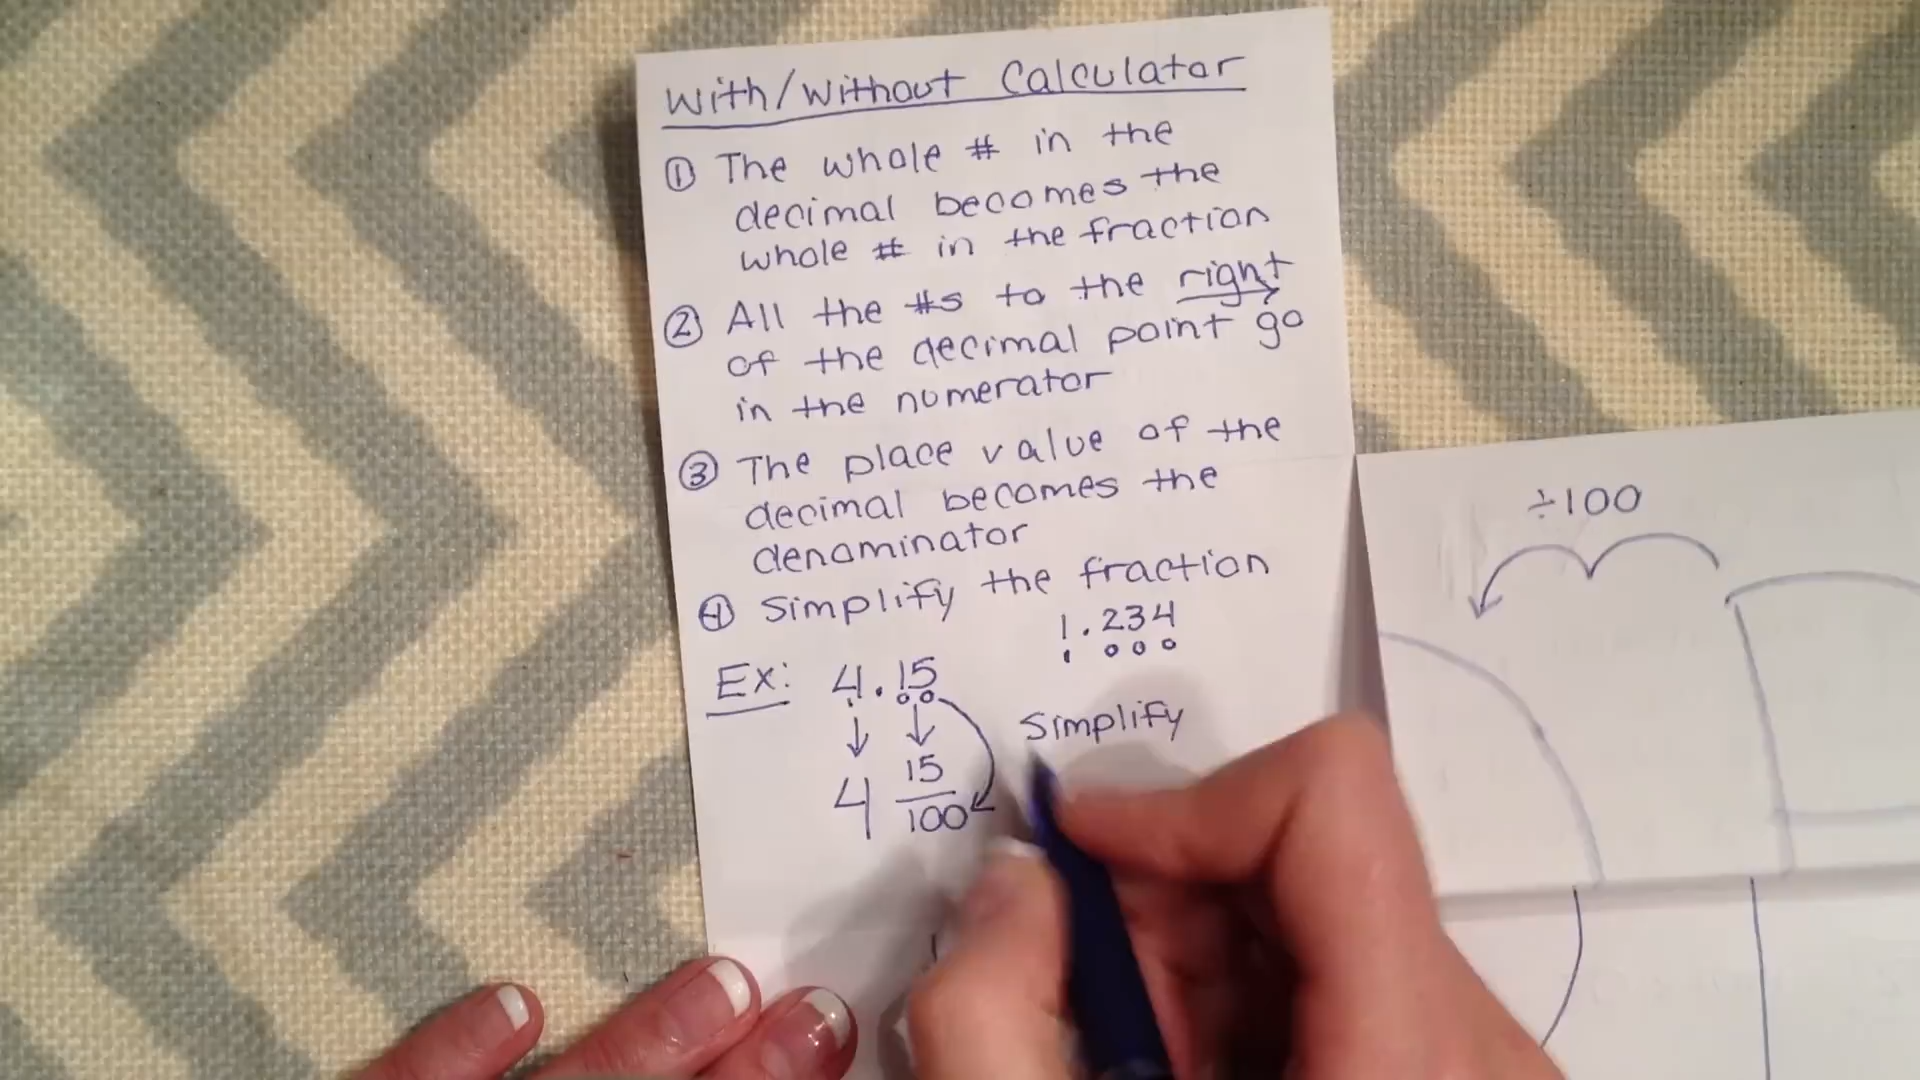 With/Without Calculator
① The whole # in the
decimal becomes the
whole # in the fraction
② All the #s to the right
of the decimal point go
in the numerator
③ The place value of the
decimal becomes the
denominator
④ Simplify the fraction
1.234
Ex: 4.15
Simplify
4 15/100
÷100